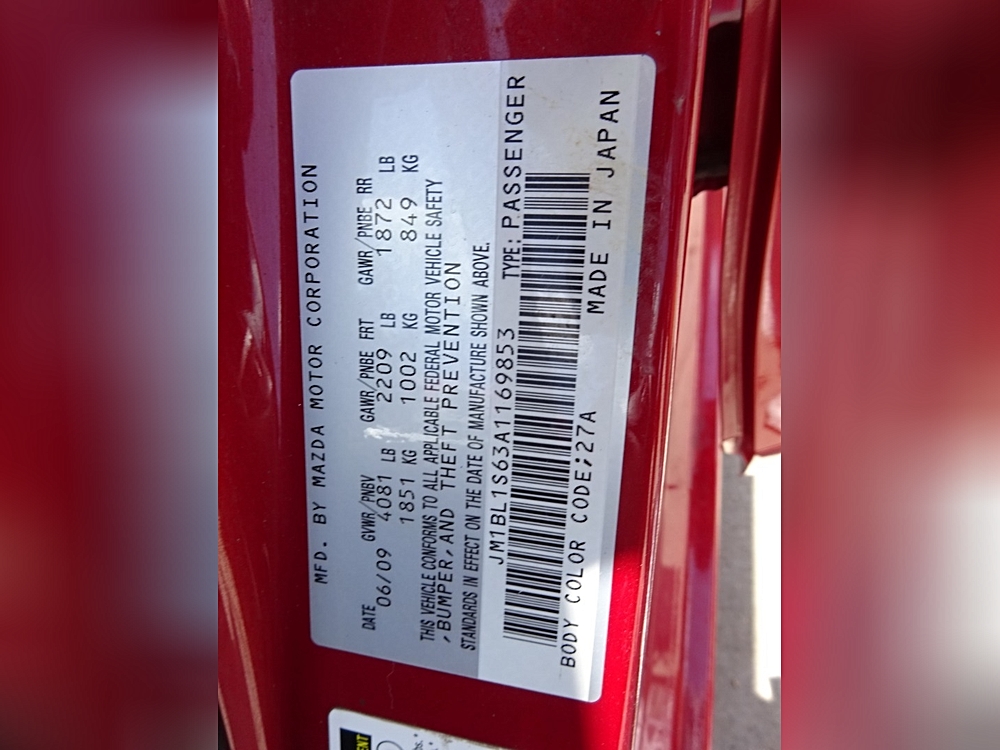 MFD. BY MAZDA MOTOR CORPORATION
DATE GVWR/PNBV GAWR/PNBE FRT GAWR/PNBE RR
06/09 4081 LB 2209 LB 1872 LB
1851 KG 1002 KG 849 KG
THIS VEHICLE CONFORMS TO ALL APPLICABLE FEDERAL MOTOR VEHICLE SAFETY
,BUMPER,AND THEFT PREVENTION
STANDARDS IN EFFECT ON THE DATE OF MANUFACTURE SHOWN ABOVE.
JM1BL1S63A1169853 TYPE: PASSENGER
BODY COLOR CODE;27A MADE IN JAPAN